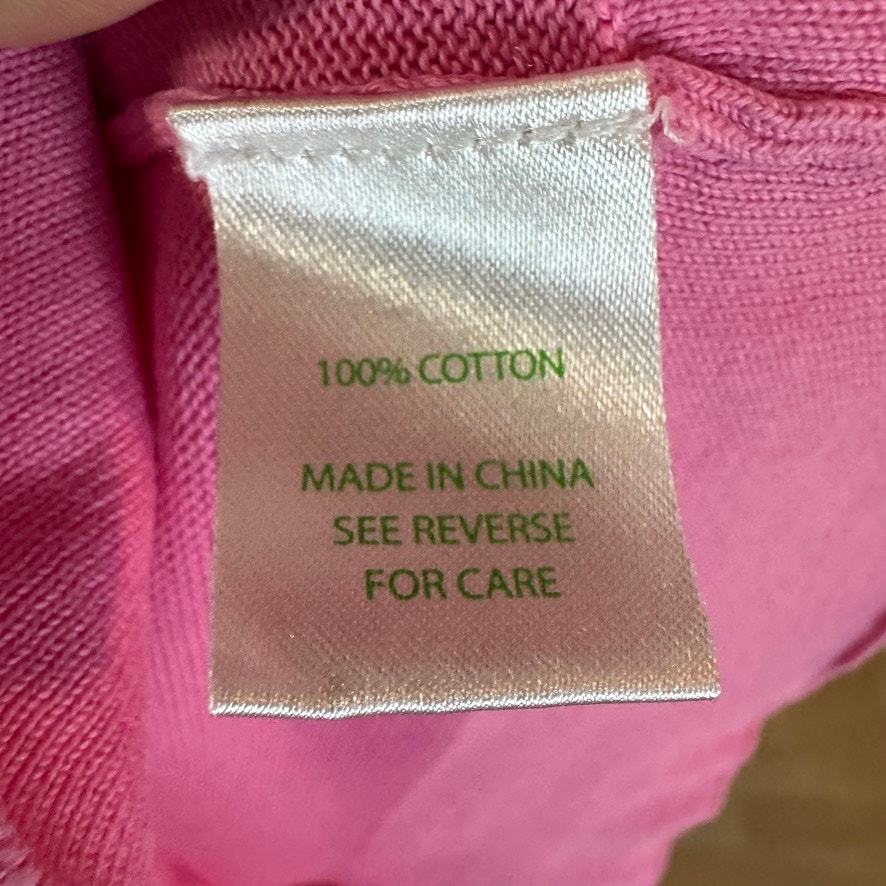 100% COTTON
MADE IN CHINA
SEE REVERSE
FOR CARE